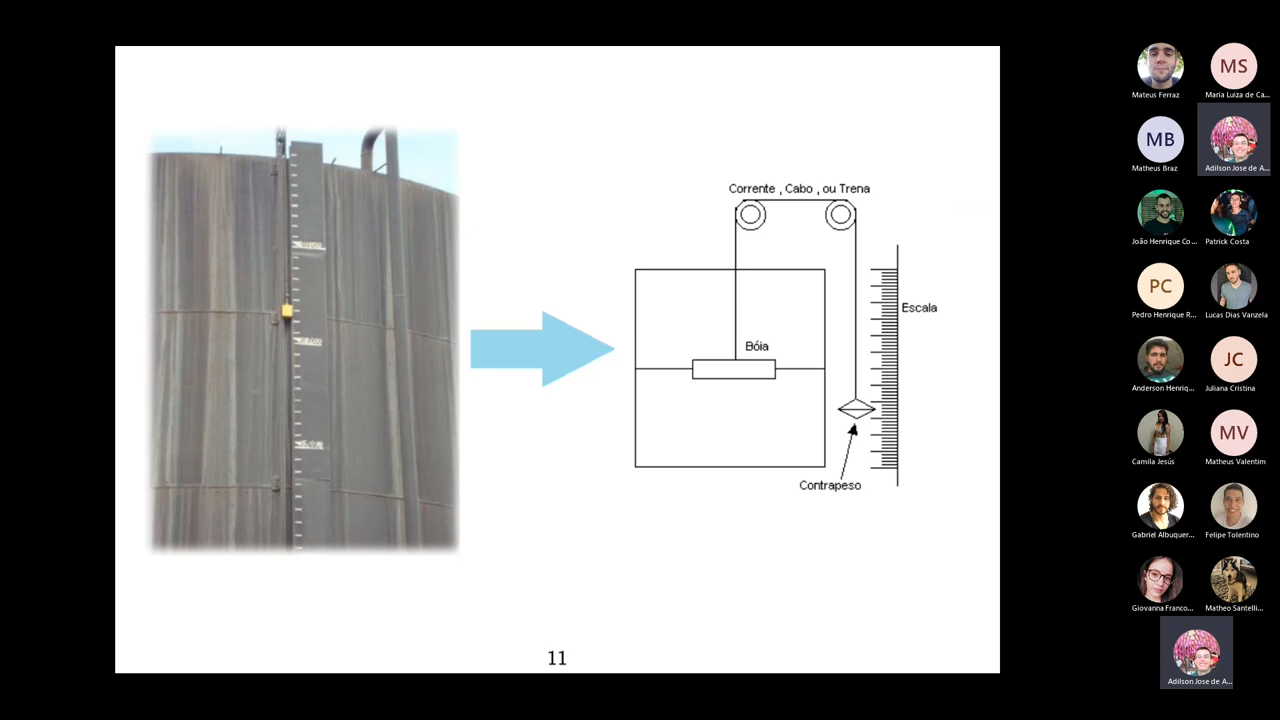 Corrente , Cabo , ou Trena
Escala
Bóia
Contrapeso
11
MS
Mateus Ferraz
Maria Luiza de Ca...
MB
Matheus Braz
Adilson Jose de A...
João Henrique Co...
Patrick Costa
PC
Pedro Henrique R...
Lucas Dias Vanzela
JC
Anderson Henriq...
Juliana Cristina
MV
Camila Jesús
Matheus Valentim
Gabriel Albuquer...
Felipe Tolentino
Giovanna Franco...
Matheo Santelli...
Adilson Jose de A...